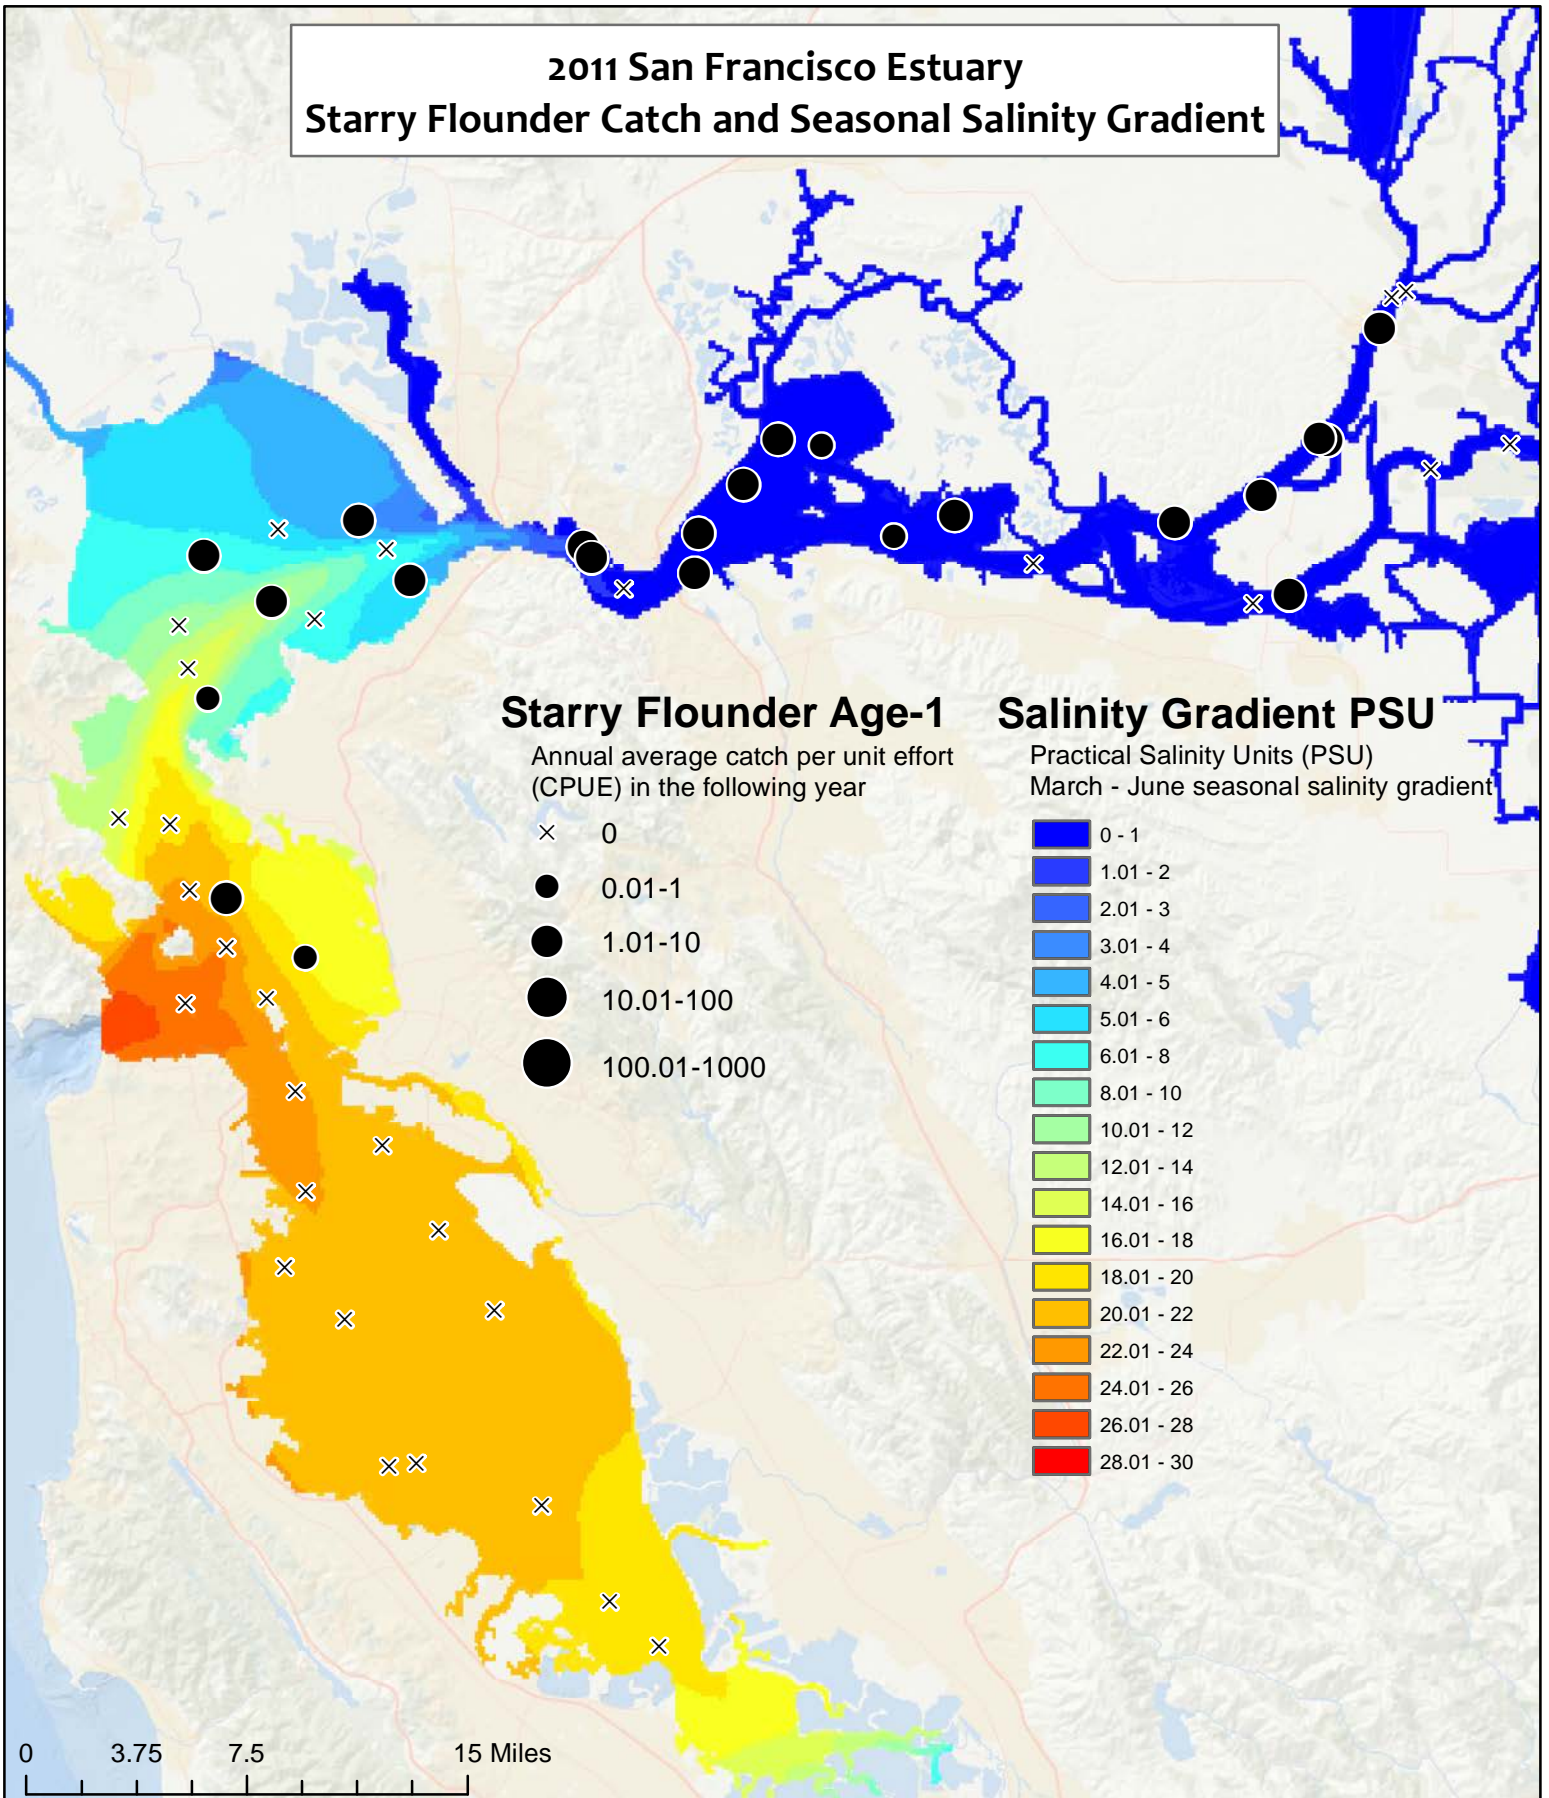 2011 San Francisco Estuary
Starry Flounder Catch and Seasonal Salinity Gradient
Starry Flounder Age-1
Annual average catch per unit effort
(CPUE) in the following year
0
0.01-1
1.01-10
10.01-100
100.01-1000
Salinity Gradient PSU
Practical Salinity Units (PSU)
March - June seasonal salinity gradient
0 - 1
1.01 - 2
2.01 - 3
3.01 - 4
4.01 - 5
5.01 - 6
6.01 - 8
8.01 - 10
10.01 - 12
12.01 - 14
14.01 - 16
16.01 - 18
18.01 - 20
20.01 - 22
22.01 - 24
24.01 - 26
26.01 - 28
28.01 - 30
0 3.75 7.5 15 Miles